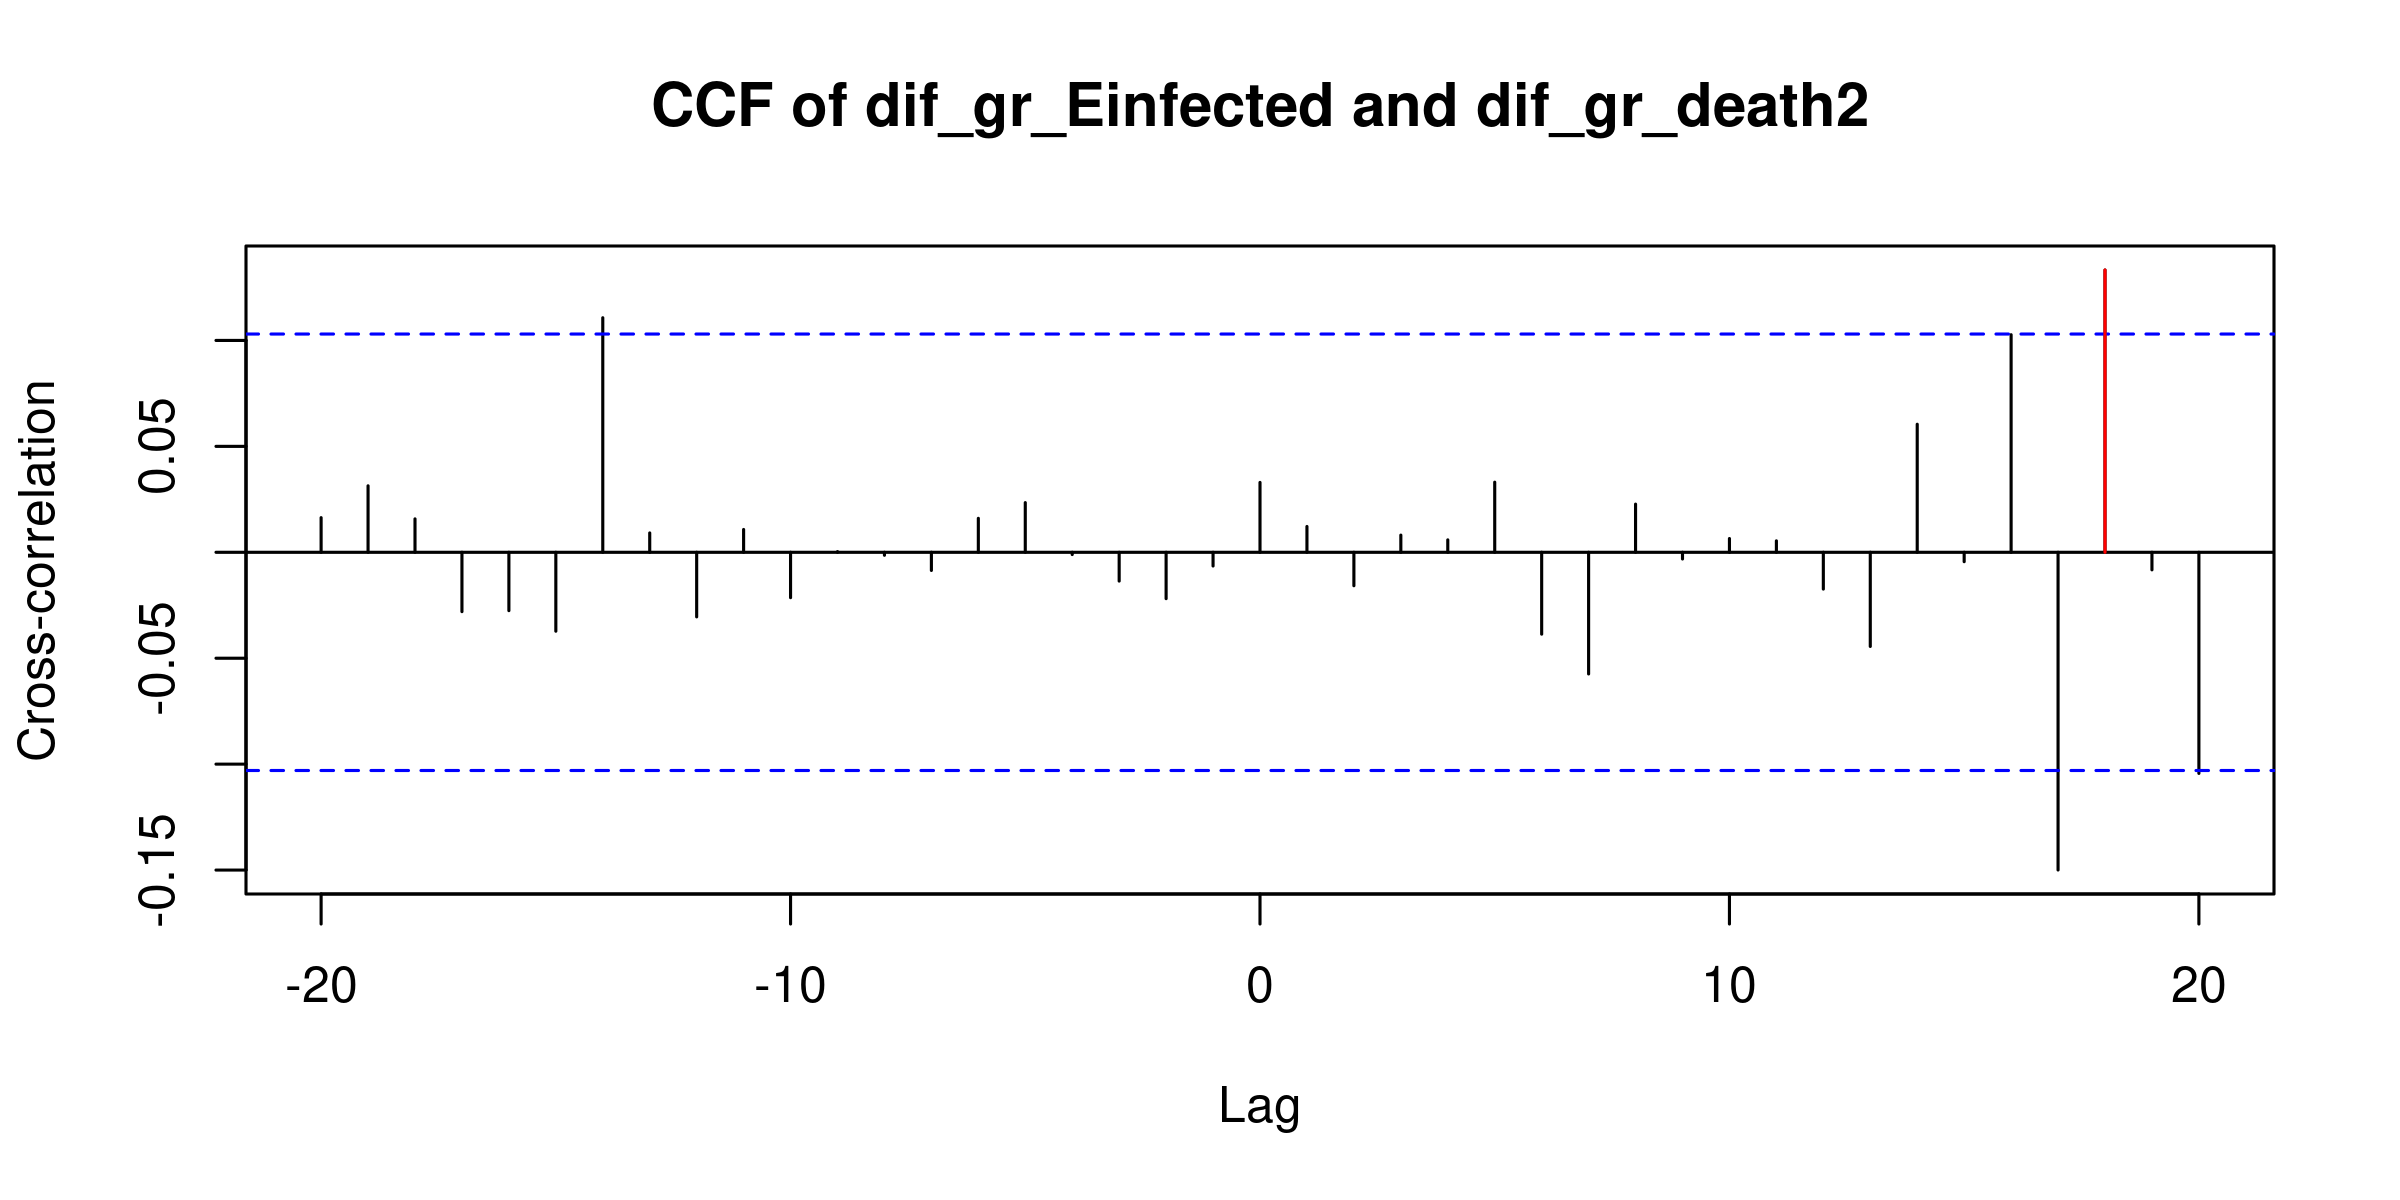 CCF of dif_gr_Einfected and dif_gr_death2
Cross-correlation
0.05
-0.05
-0.15
-20
-10
0
10
20
Lag